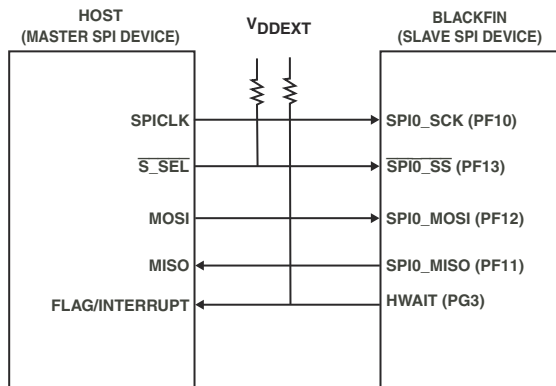 HOST
(MASTER SPI DEVICE)
VDDEXT
BLACKFIN
(SLAVE SPI DEVICE)
SPICLK
SPI0_SCK (PF10)
S_SEL
SPI0_SS (PF13)
MOSI
SPI0_MOSI (PF12)
MISO
SPI0_MISO (PF11)
FLAG/INTERRUPT
HWAIT (PG3)